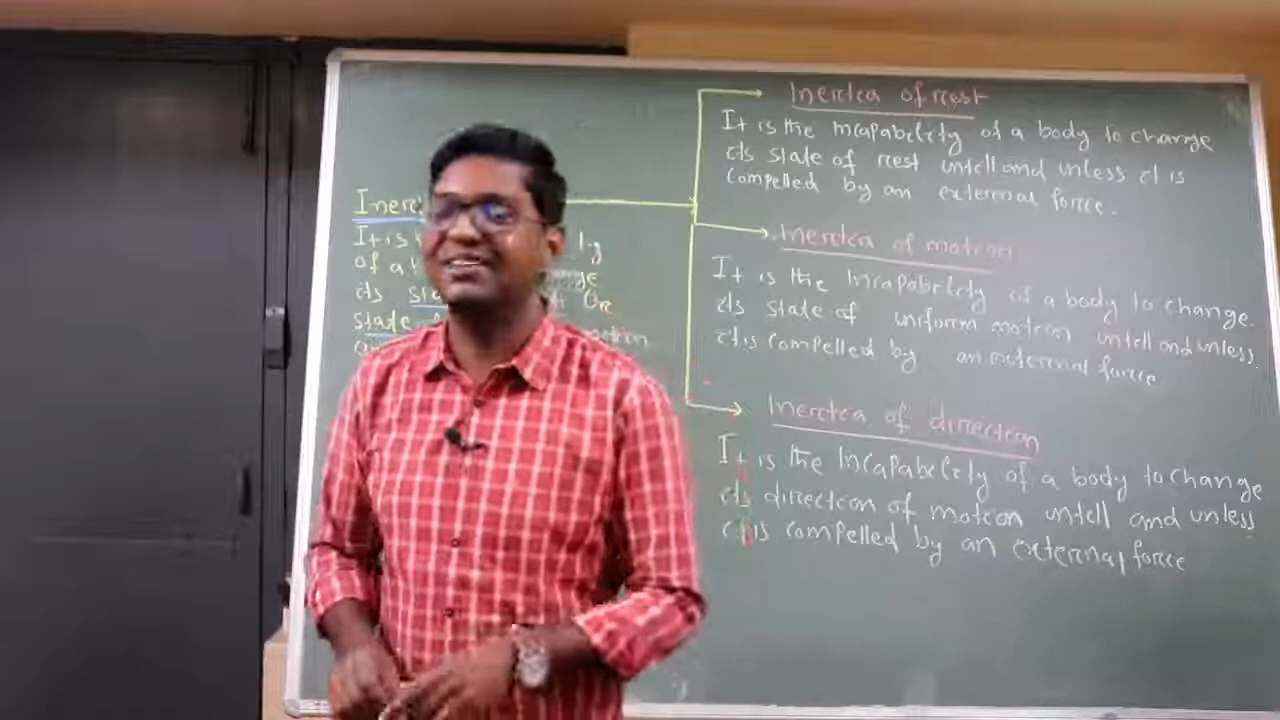 Inertia of rest
It is the incapability of a body to change
its state of rest untill and unless it is
compelled by an external force.
It is
of a
its
state
motion
Inertia of motion
It is the incapability of a body to change
its state of uniform motion untill and unless
it is compelled by an external force
Inertia of direction
It is the incapability of a body to change
its direction of motion untill and unless
it is compelled by an external force